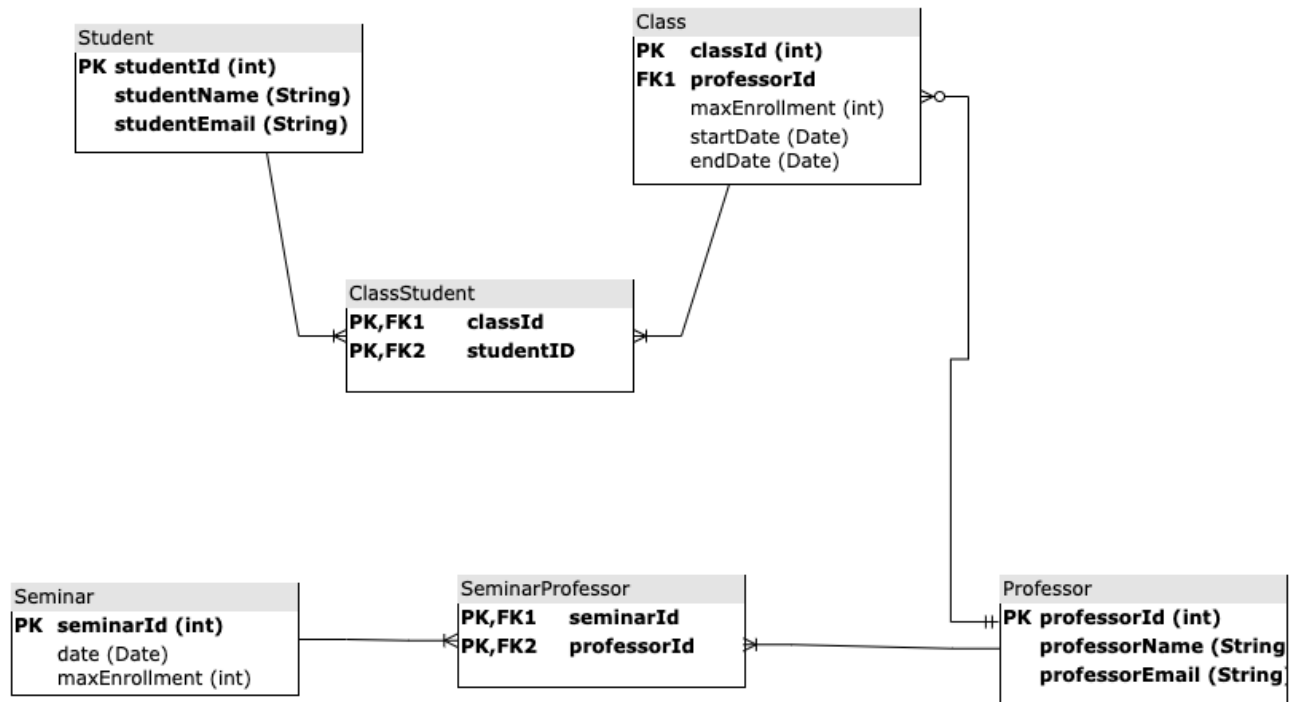 Student
PK studentId (int)
studentName (String)
studentEmail (String)
Class
PK classId (int)
FK1 professorId
maxEnrollment (int)
startDate (Date)
endDate (Date)
ClassStudent
PK,FK1 classId
PK,FK2 studentID
Seminar
PK seminarId (int)
date (Date)
maxEnrollment (int)
SeminarProfessor
PK,FK1 seminarId
PK,FK2 professorId
Professor
PK professorId (int)
professorName (String
professorEmail (String